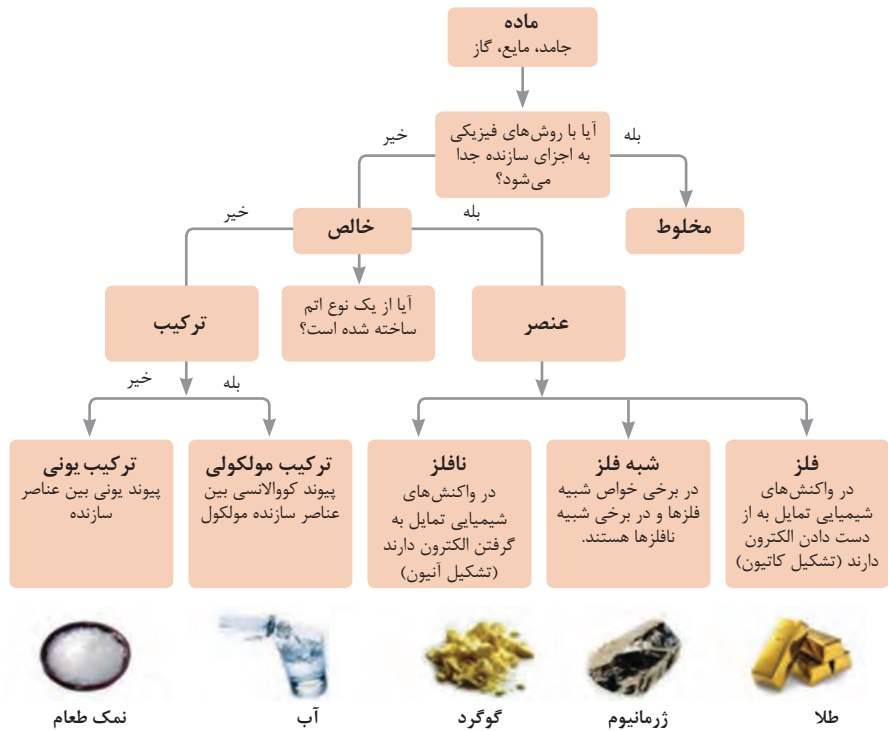 ماده
جامد، مایع، گاز
آیا با روش‌های فیزیکی
به اجزای سازنده جدا
می‌شود؟
بله
خیر
مخلوط
خالص
بله
خیر
آیا از یک نوع اتم
ساخته شده است؟
عنصر
ترکیب
بله
خیر
فلز
در واکنش‌های
شیمیایی تمایل به از
دست دادن الکترون
دارند (تشکیل کاتیون)
شبه فلز
در برخی خواص شبیه
فلزها و در برخی شبیه
نافلزها هستند.
نافلز
در واکنش‌های
شیمیایی تمایل به
گرفتن الکترون دارند
(تشکیل آنیون)
ترکیب مولکولی
پیوند کووالانسی بین
عناصر سازنده مولکول
ترکیب یونی
پیوند یونی بین عناصر
سازنده
طلا
ژرمانیوم
گوگرد
آب
نمک طعام